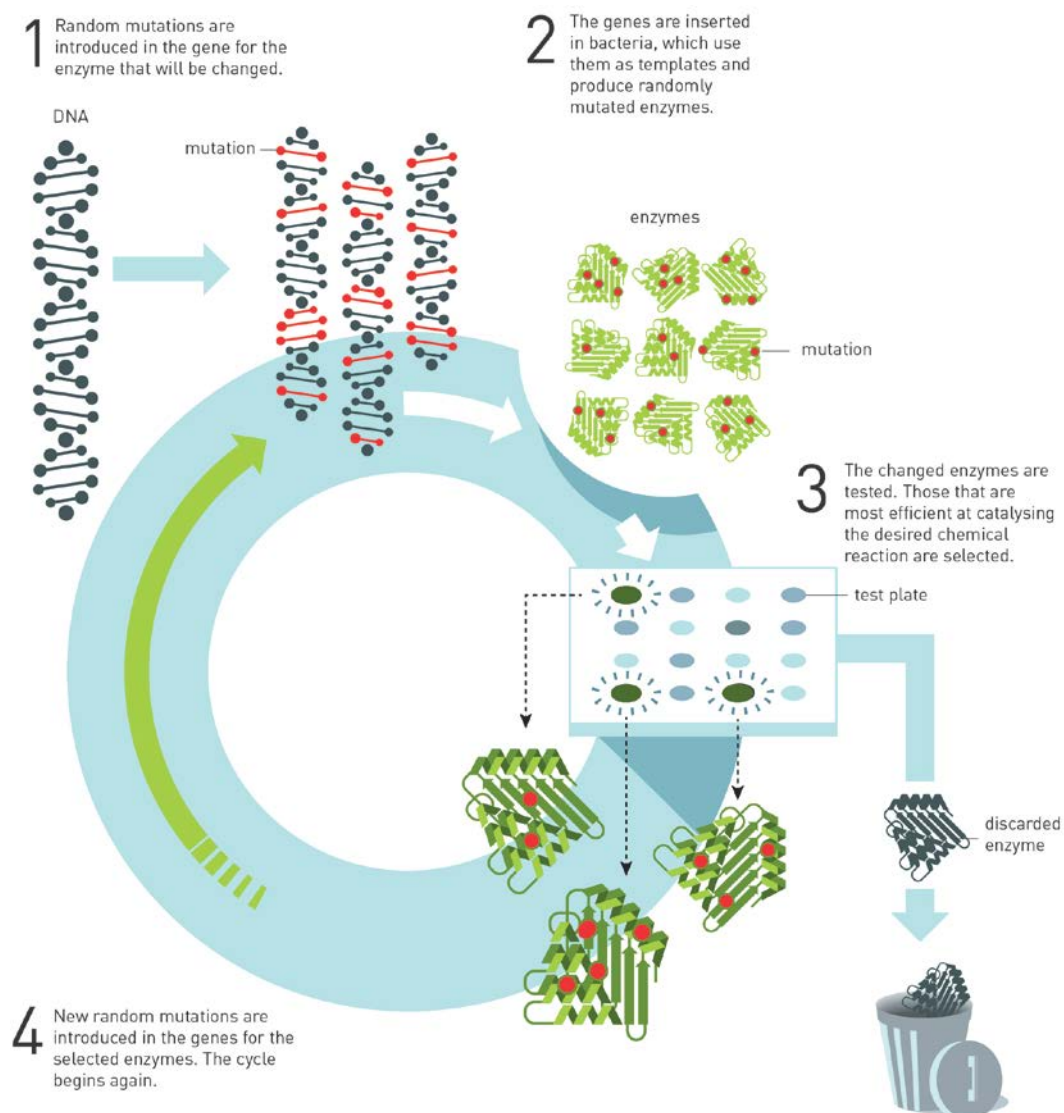 1
Random mutations are
introduced in the gene for the
enzyme that will be changed.
2
The genes are inserted
in bacteria, which use
them as templates and
produce randomly
mutated enzymes.
DNA
mutation
enzymes
mutation
3
The changed enzymes are
tested. Those that are
most efficient at catalysing
the desired chemical
reaction are selected.
test plate
discarded
enzyme
4
New random mutations are
introduced in the genes for the
selected enzymes. The cycle
begins again.